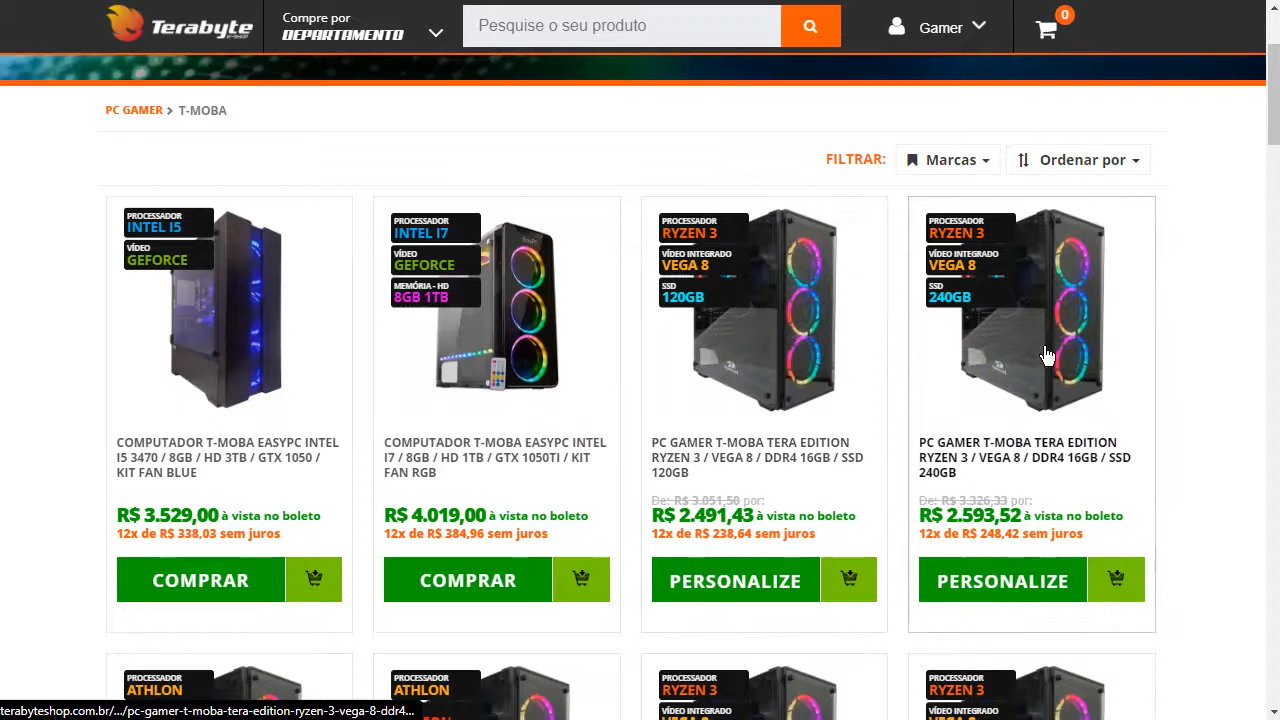 Terabyte
E-SHOP
Compre por
DEPARTAMENTO
Pesquise o seu produto
Gamer
0
PC GAMER > T-MOBA
FILTRAR:
Marcas
Ordenar por
PROCESSADOR
INTEL I5
VÍDEO
GEFORCE
PROCESSADOR
INTEL I7
VÍDEO
GEFORCE
MEMÓRIA - HD
8GB 1TB
PROCESSADOR
RYZEN 3
VÍDEO INTEGRADO
VEGA 8
SSD
120GB
PROCESSADOR
RYZEN 3
VÍDEO INTEGRADO
VEGA 8
SSD
240GB
COMPUTADOR T-MOBA EASYPC INTEL
I5 3470 / 8GB / HD 3TB / GTX 1050 /
KIT FAN BLUE
COMPUTADOR T-MOBA EASYPC INTEL
I7 / 8GB / HD 1TB / GTX 1050TI / KIT
FAN RGB
PC GAMER T-MOBA TERA EDITION
RYZEN 3 / VEGA 8 / DDR4 16GB / SSD
120GB
PC GAMER T-MOBA TERA EDITION
RYZEN 3 / VEGA 8 / DDR4 16GB / SSD
240GB
R$ 3.529,00 à vista no boleto
12x de R$ 338,03 sem juros
R$ 4.019,00 à vista no boleto
12x de R$ 384,96 sem juros
De: R$ 3.051,50 por:
R$ 2.491,43 à vista no boleto
12x de R$ 238,64 sem juros
De: R$ 3.326,33 por:
R$ 2.593,52 à vista no boleto
12x de R$ 248,42 sem juros
COMPRAR
COMPRAR
PERSONALIZE
PERSONALIZE
PROCESSADOR
ATHLON
PROCESSADOR
ATHLON
PROCESSADOR
RYZEN 3
PROCESSADOR
RYZEN 3
terabyteshop.com.br/.../pc-gamer-t-moba-tera-edition-ryzen-3-vega-8-ddr4...